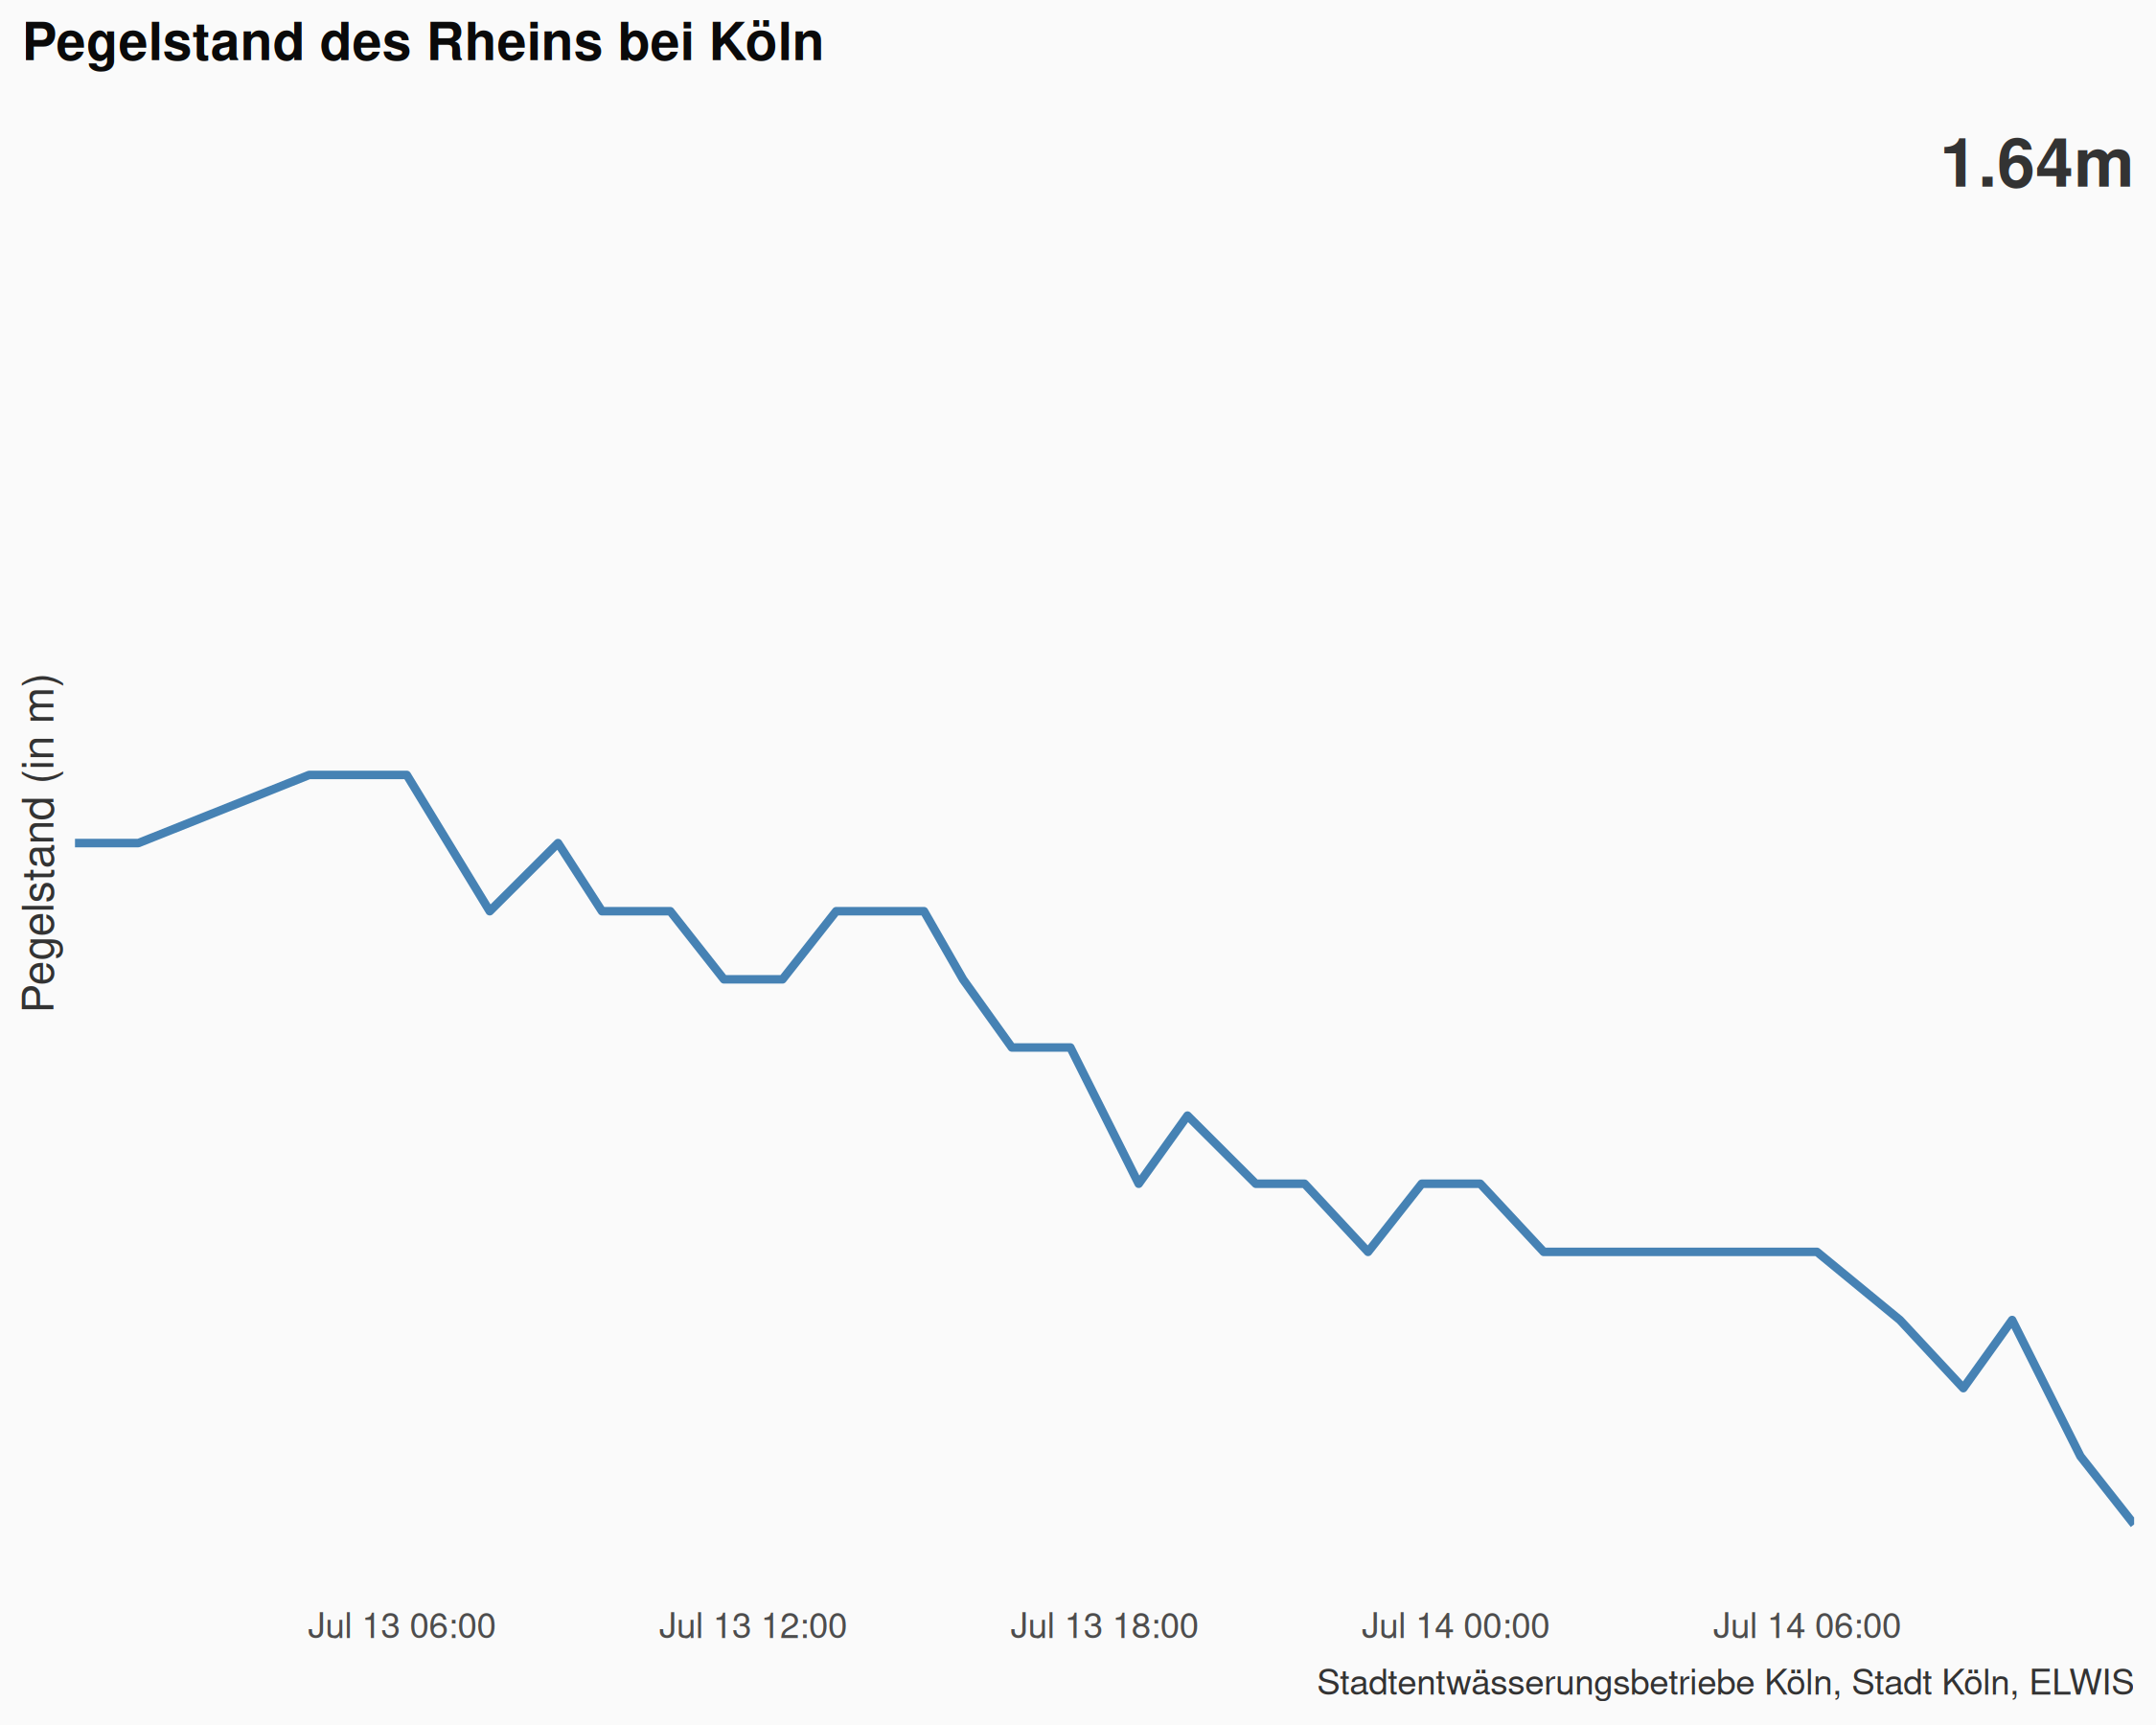 Pegelstand des Rheins bei Köln
1.64m
Pegelstand (in m)
Jul 13 06:00 Jul 13 12:00 Jul 13 18:00 Jul 14 00:00 Jul 14 06:00
Stadtentwässerungsbetriebe Köln, Stadt Köln, ELWIS